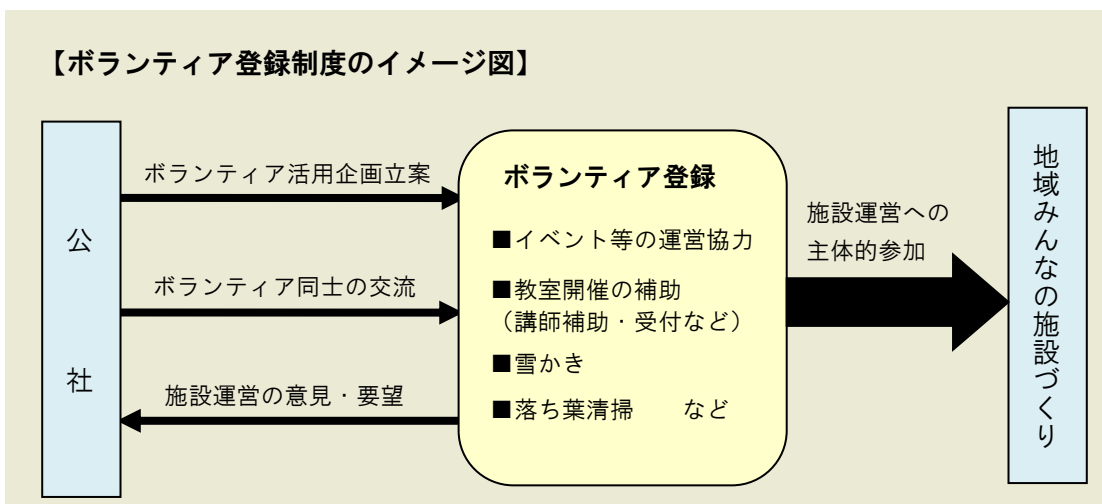 【ボランティア登録制度のイメージ図】
公社
ボランティア活用企画立案
ボランティア同士の交流
施設運営の意見・要望
ボランティア登録
■イベント等の運営協力
■教室開催の補助
（講師補助・受付など）
■雪かき
■落ち葉清掃　　など
施設運営への
主体的参加
地域みんなの施設づくり